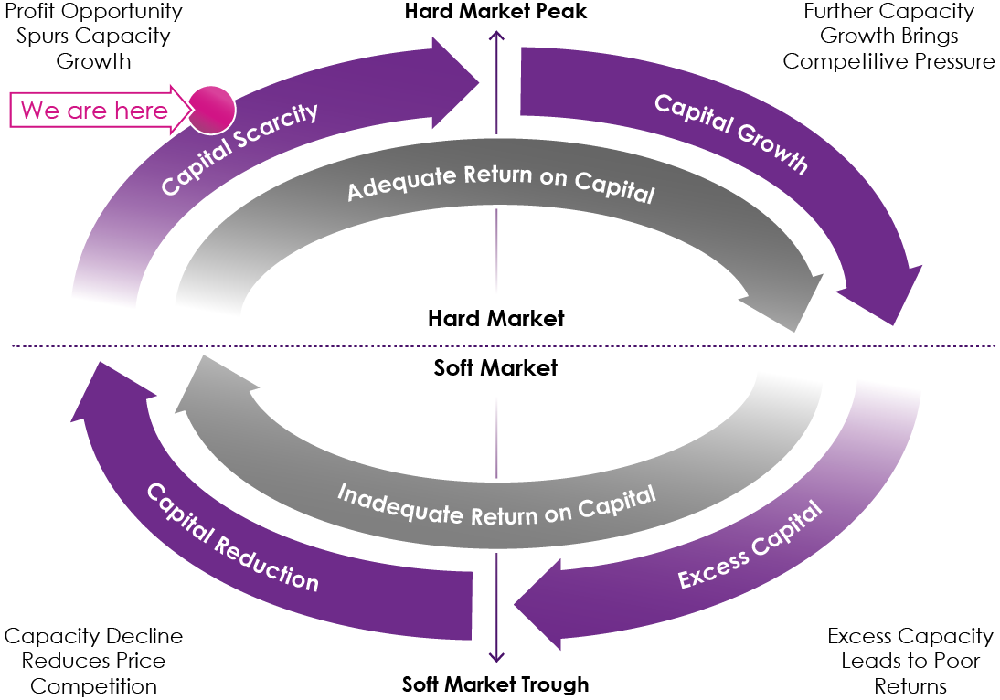 Profit Opportunity
Spurs Capacity
Growth
Hard Market Peak
Further Capacity
Growth Brings
Competitive Pressure
We are here
Capital Scarcity
Capital Growth
Adequate Return on Capital
Hard Market
Soft Market
Inadequate Return on Capital
Capital Reduction
Excess Capital
Capacity Decline
Reduces Price
Competition
Soft Market Trough
Excess Capacity
Leads to Poor
Returns